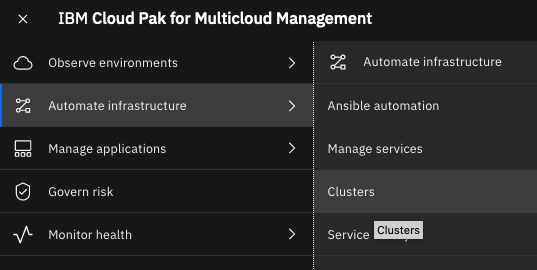 IBM Cloud Pak for Multicloud Management
Observe environments
Automate infrastructure
Manage applications
Govern risk
Monitor health
Automate infrastructure
Ansible automation
Manage services
Clusters
Service
Clusters